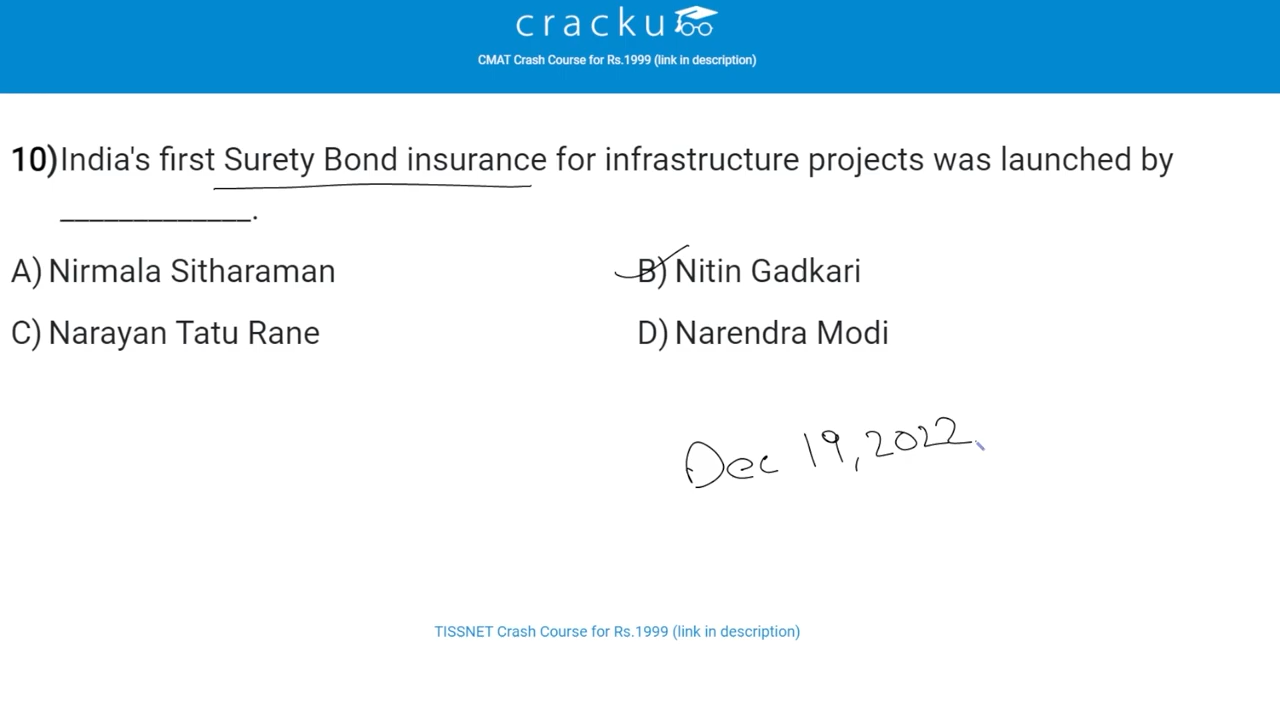 cracku
CMAT Crash Course for Rs.1999 (link in description)
10)India's first Surety Bond insurance for infrastructure projects was launched by
_____________.
A) Nirmala Sitharaman
B) Nitin Gadkari
C) Narayan Tatu Rane
D) Narendra Modi
Dec 19,2022
TISSNET Crash Course for Rs.1999 (link in description)